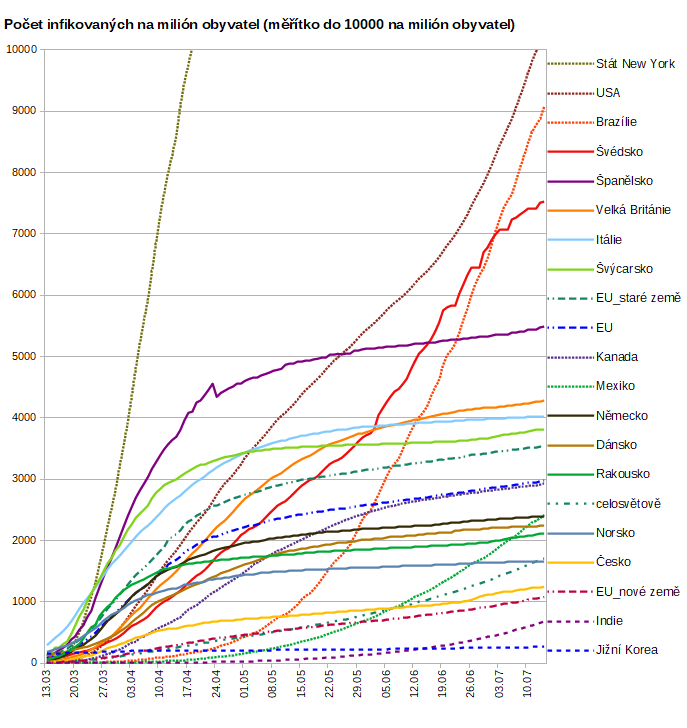 Počet infikovaných na milión obyvatel (měřítko do 10000 na milión obyvatel)
10000
9000
8000
7000
6000
5000
4000
3000
2000
1000
0
13.03
20.03
27.03
03.04
10.04
17.04
24.04
01.05
08.05
15.05
22.05
29.05
05.06
12.06
19.06
26.06
03.07
10.07
Stát New York
USA
Brazílie
Švédsko
Španělsko
Velká Británie
Itálie
Švýcarsko
EU_staré země
EU
Kanada
Mexiko
Německo
Dánsko
Rakousko
celosvětově
Norsko
Česko
EU_nové země
Indie
Jižní Korea